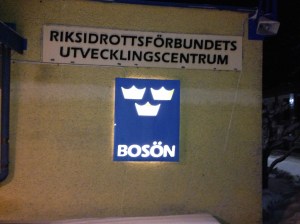 RIKSIDROTTSFÖRBUNDETS
UTVECKLINGSCENTRUM
BOSÖN